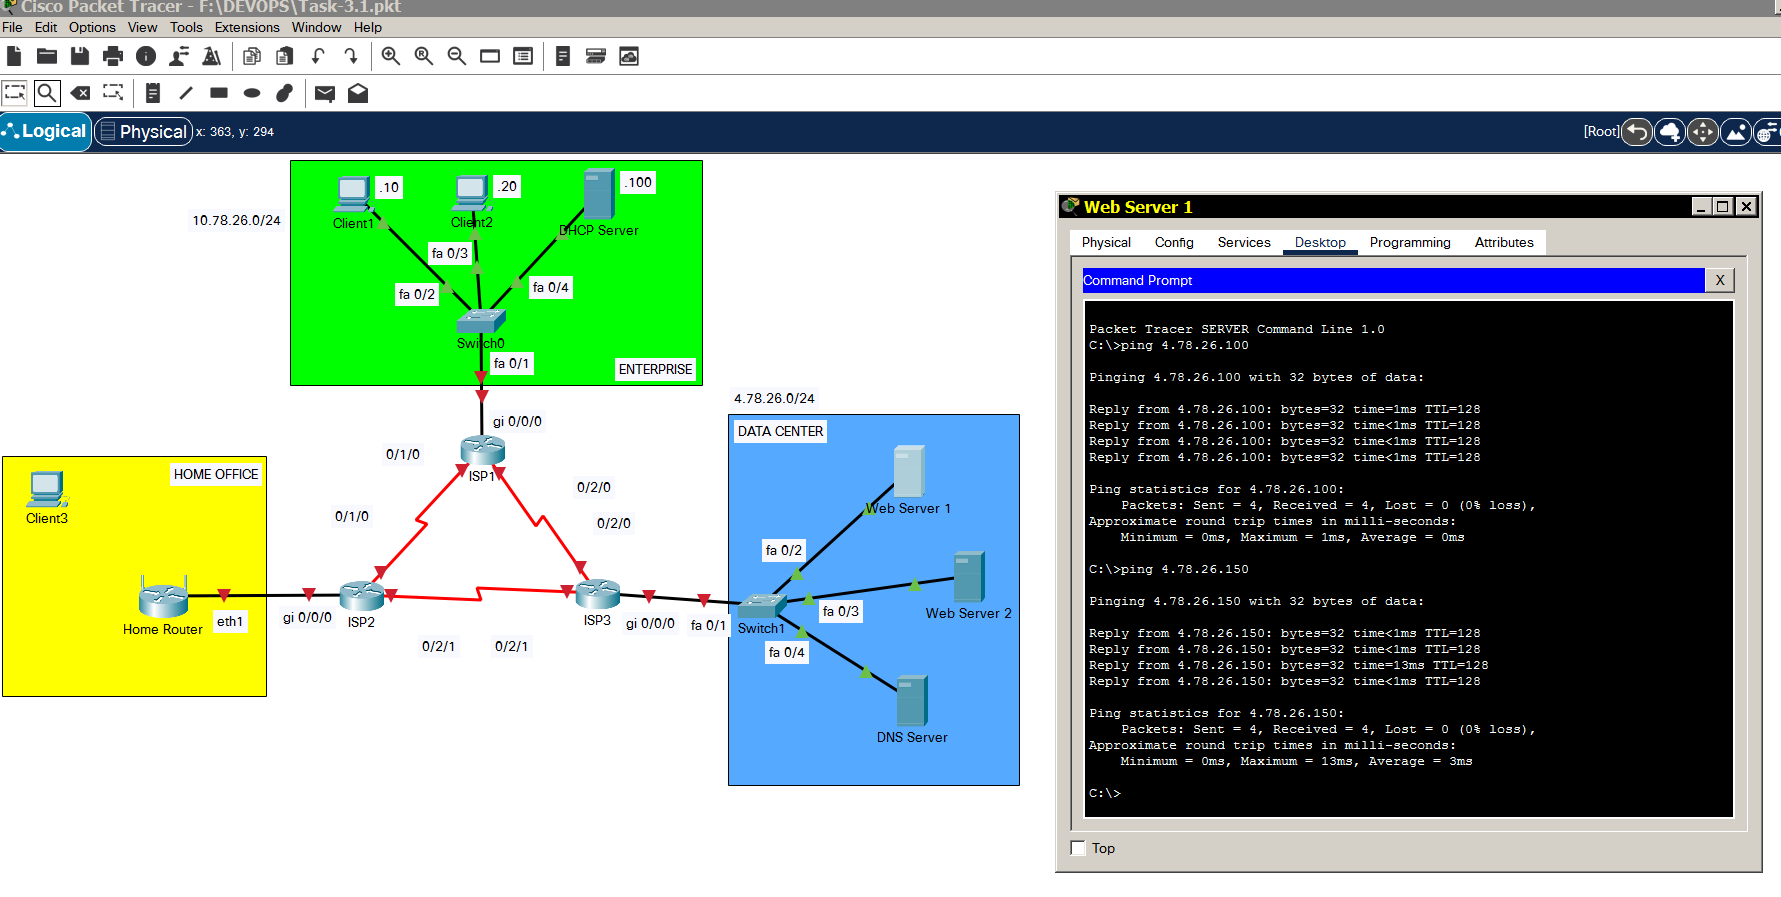 Cisco Packet Tracer - F:\DEVOPS\Task-3.1.pkt
File Edit Options View Tools Extensions Window Help
Logical Physical x: 363, y: 294 [Root]
10.78.26.0/24
.10
.20
.100
Client1
Client2
DHCP Server
fa 0/3
fa 0/2
fa 0/4
Switch0
fa 0/1
ENTERPRISE
gi 0/0/0
0/1/0
ISP1
0/2/0
0/1/0
0/2/0
HOME OFFICE
Client3
Home Router
eth1
gi 0/0/0
ISP2
0/2/1
0/2/1
ISP3
gi 0/0/0
fa 0/1
4.78.26.0/24
DATA CENTER
Web Server 1
fa 0/2
fa 0/3
Web Server 2
Switch1
fa 0/4
DNS Server
Web Server 1
Physical Config Services Desktop Programming Attributes
Command Prompt X
Packet Tracer SERVER Command Line 1.0
C:\>ping 4.78.26.100
Pinging 4.78.26.100 with 32 bytes of data:
Reply from 4.78.26.100: bytes=32 time=1ms TTL=128
Reply from 4.78.26.100: bytes=32 time<1ms TTL=128
Reply from 4.78.26.100: bytes=32 time<1ms TTL=128
Reply from 4.78.26.100: bytes=32 time<1ms TTL=128
Ping statistics for 4.78.26.100:
Packets: Sent = 4, Received = 4, Lost = 0 (0% loss),
Approximate round trip times in milli-seconds:
Minimum = 0ms, Maximum = 1ms, Average = 0ms
C:\>ping 4.78.26.150
Pinging 4.78.26.150 with 32 bytes of data:
Reply from 4.78.26.150: bytes=32 time<1ms TTL=128
Reply from 4.78.26.150: bytes=32 time<1ms TTL=128
Reply from 4.78.26.150: bytes=32 time=13ms TTL=128
Reply from 4.78.26.150: bytes=32 time<1ms TTL=128
Ping statistics for 4.78.26.150:
Packets: Sent = 4, Received = 4, Lost = 0 (0% loss),
Approximate round trip times in milli-seconds:
Minimum = 0ms, Maximum = 13ms, Average = 3ms
C:\>
Top